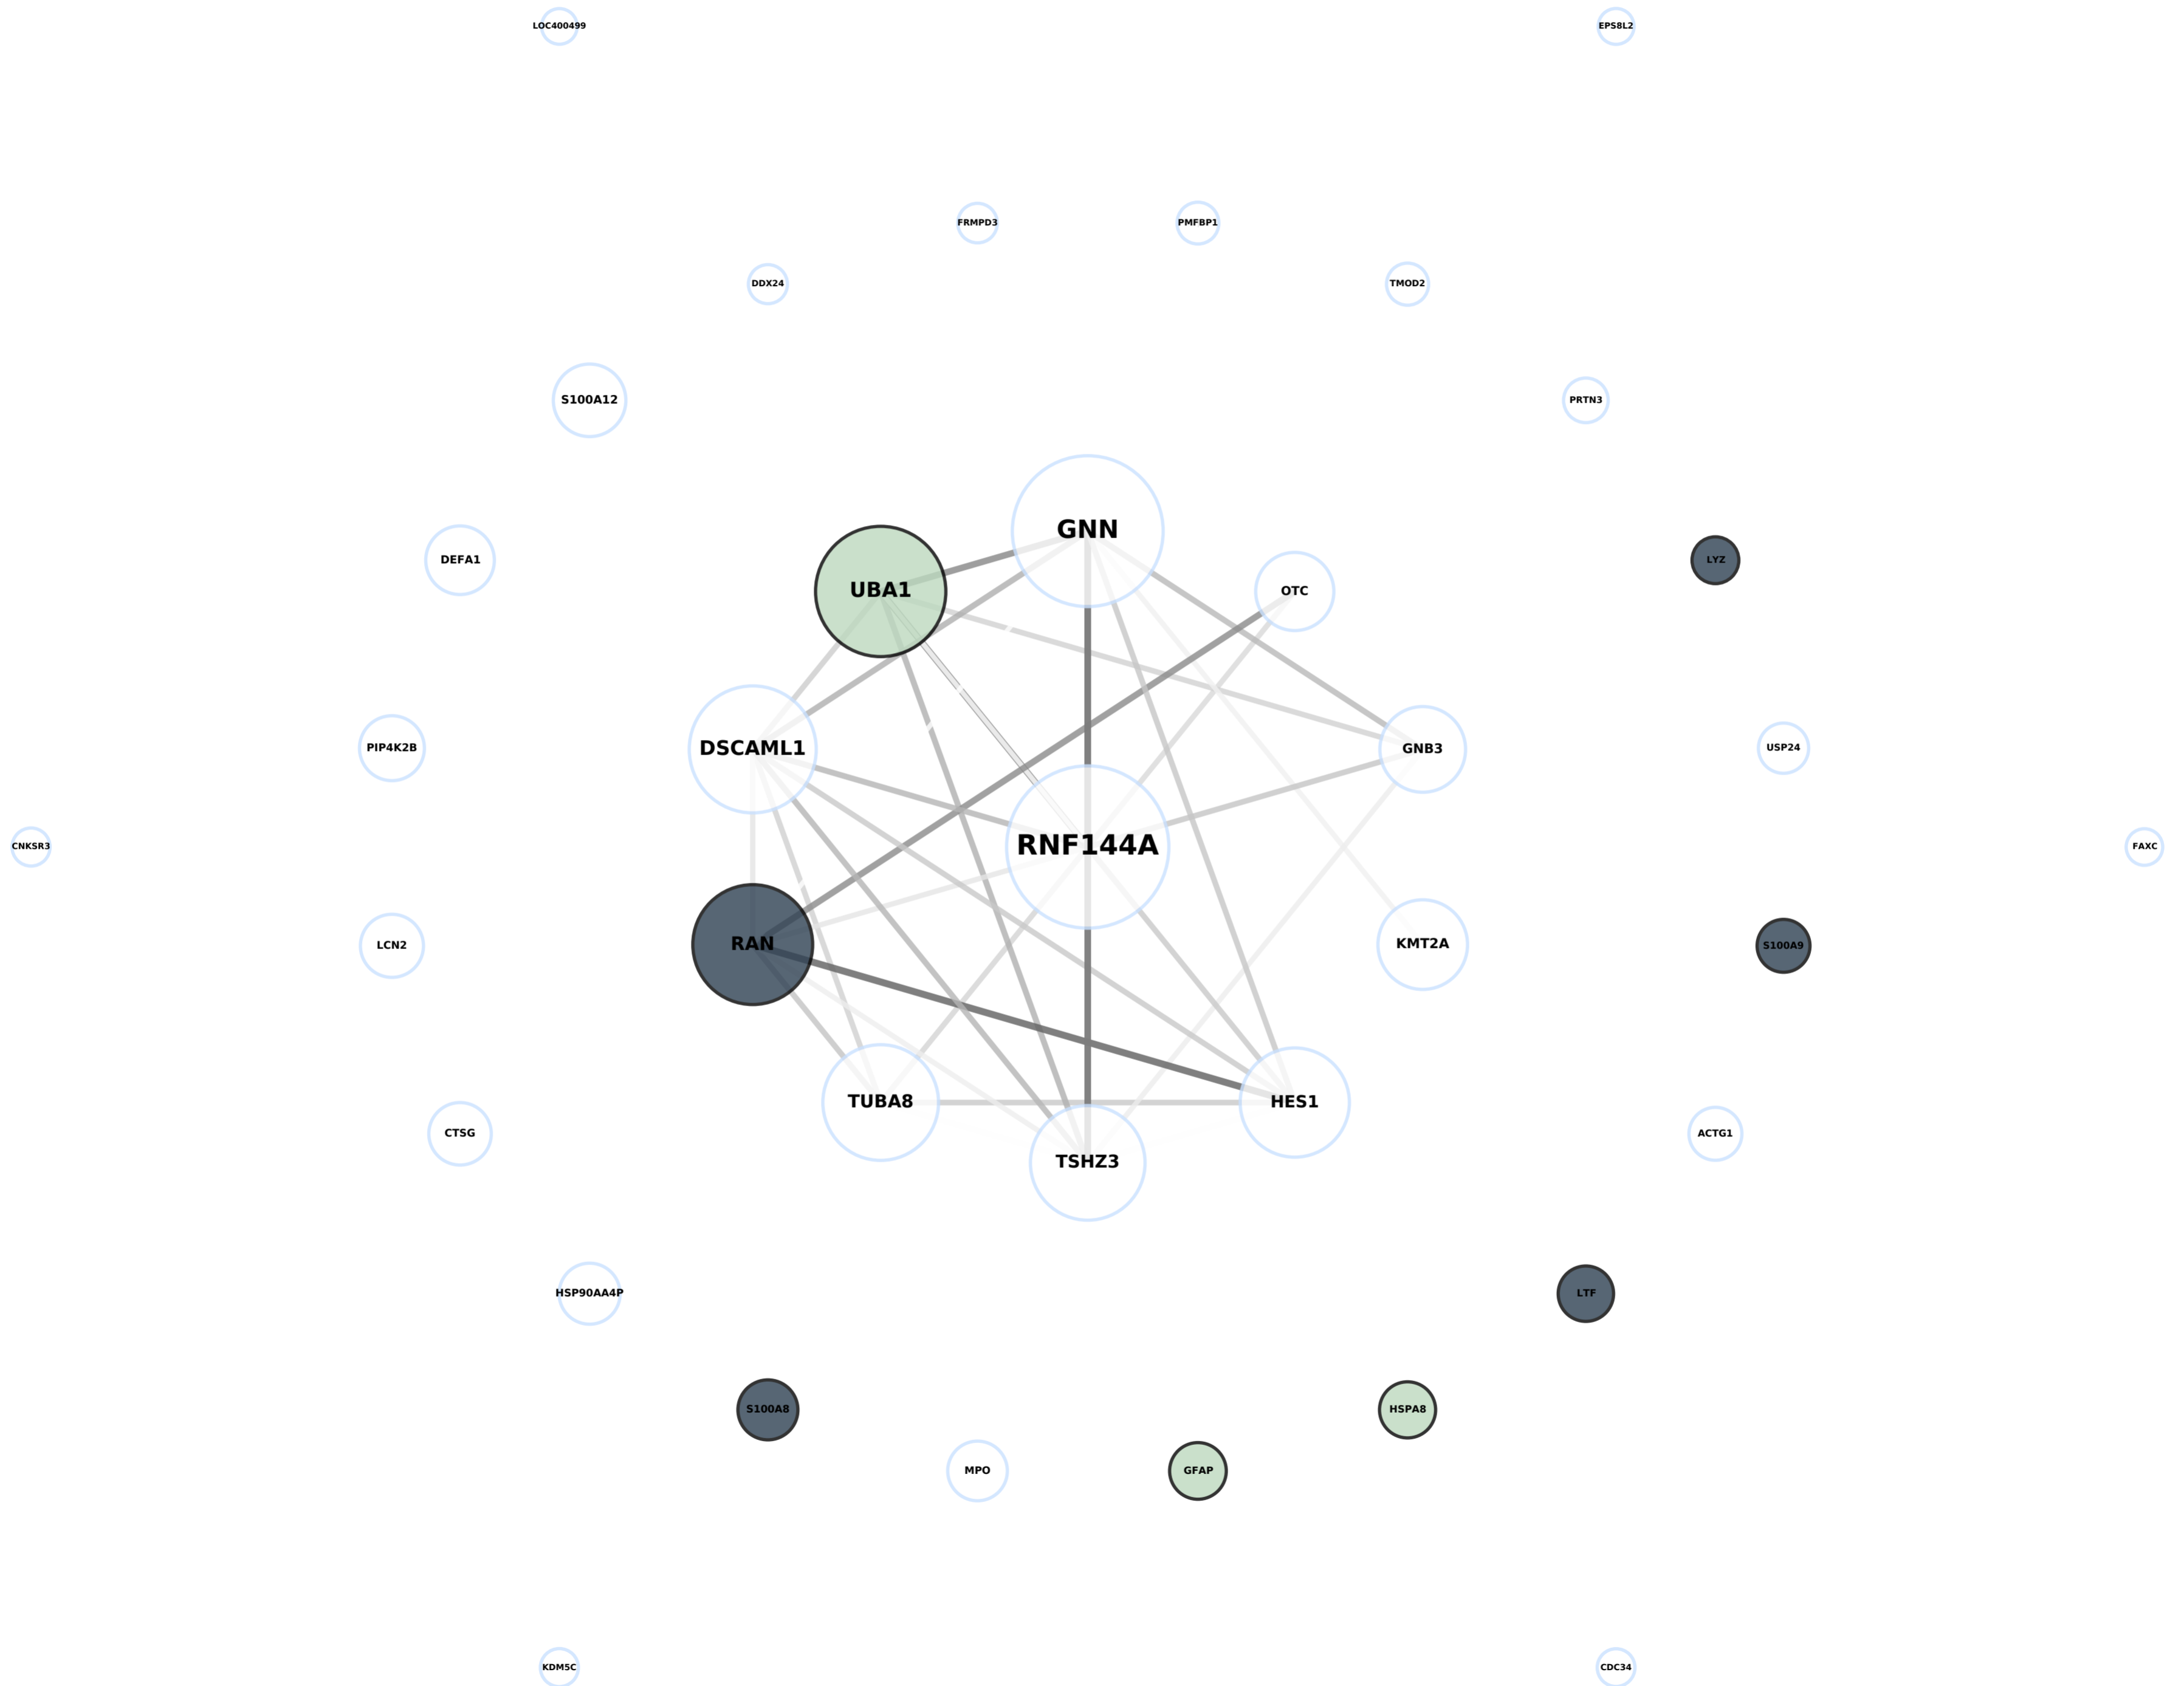 LOC400499
EPS8L2
FRMPD3
PMFBP1
DDX24
TMOD2
S100A12
PRTN3
GNN
DEFA1
LYZ
UBA1
OTC
PIP4K2B
DSCAML1
GNB3
USP24
CNKSR3
RNF144A
FAXC
LCN2
RAN
KMT2A
S100A9
TUBA8
HES1
CTSG
ACTG1
TSHZ3
HSP90AA4P
LTF
S100A8
HSPA8
MPO
GFAP
KDM5C
CDC34